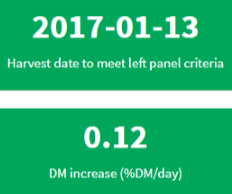 2017-01-13
Harvest date to meet left panel criteria
0.12
DM increase (%DM/day)